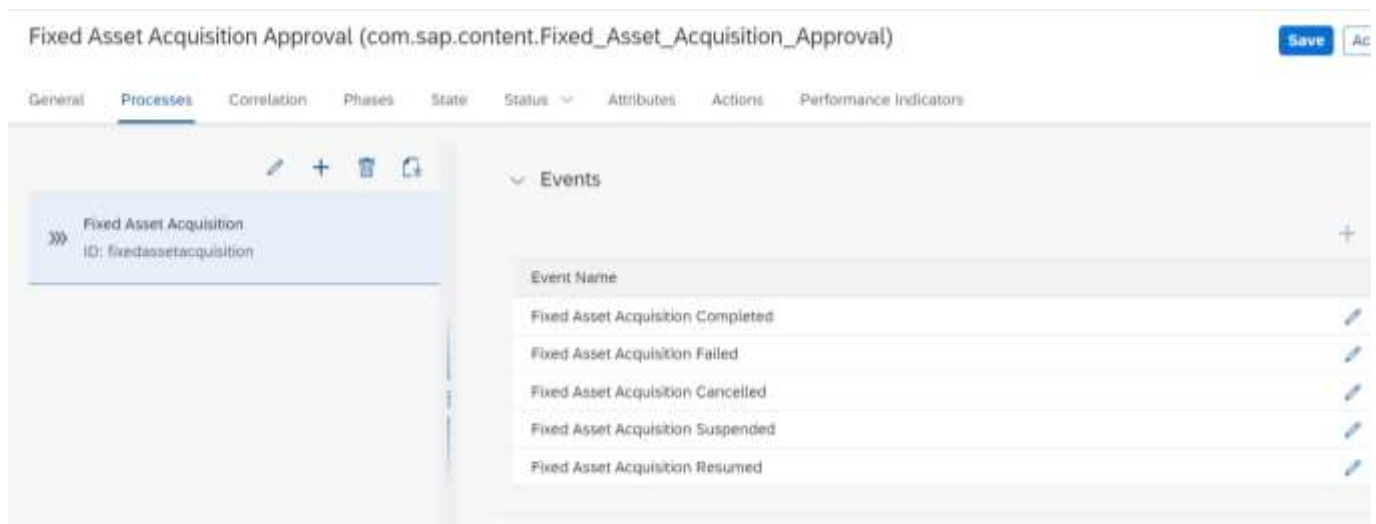 Fixed Asset Acquisition Approval (com.sap.content.Fixed_Asset_Acquisition_Approval)
Save
Ac
General Processes Correlation Phases State Status Attributes Actions Performance Indicators
Fixed Asset Acquisition
ID: fixedassetacquisition
Events
Event Name
Fixed Asset Acquisition Completed
Fixed Asset Acquisition Failed
Fixed Asset Acquisition Cancelled
Fixed Asset Acquisition Suspended
Fixed Asset Acquisition Resumed